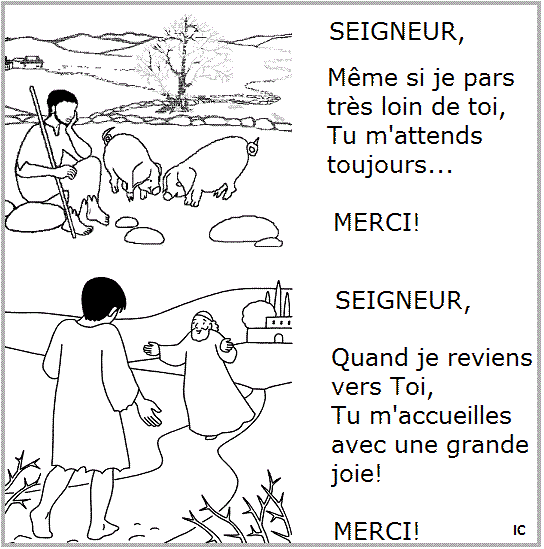 SEIGNEUR,
Même si je pars
très loin de toi,
Tu m'attends
toujours...
MERCI!
SEIGNEUR,
Quand je reviens
vers Toi,
Tu m'accueilles
avec une grande
joie!
MERCI!
IC